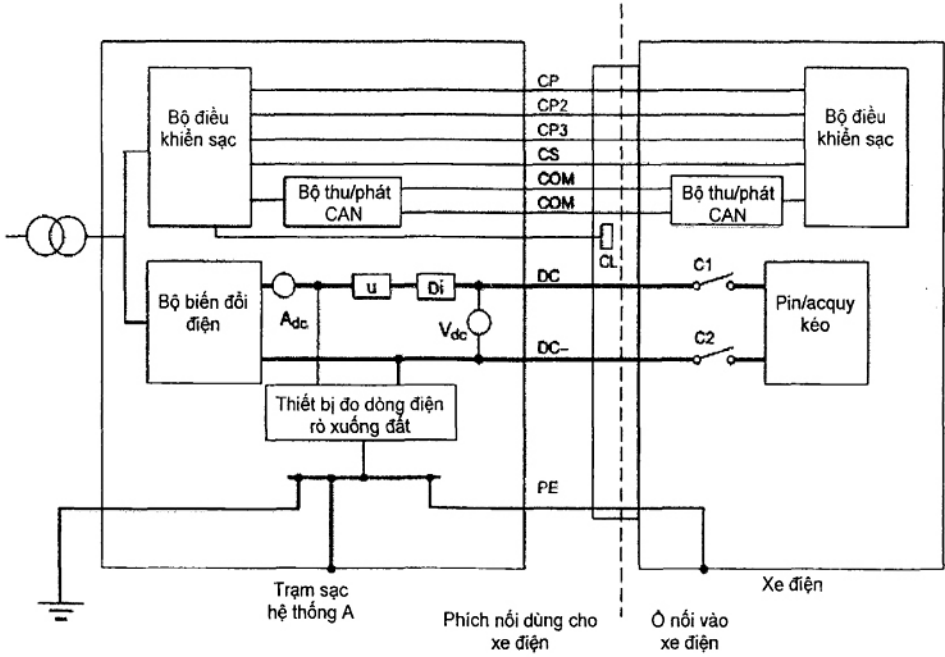 CP
CP2
CP3
CS
COM
COM
Bộ điều
khiển sạc
Bộ điều
khiển sạc
Bộ thu/phát
CAN
Bộ thu/phát
CAN
CL
DC
C1
Bộ biến đổi
điện
Adc
u
Di
Vdc
Pin/acquy
kéo
C2
DC–
Thiết bị đo dòng điện
rò xuống đất
PE
Trạm sạc
hệ thống A
Xe điện
Phích nối dùng cho
xe điện
Ổ nối vào
xe điện